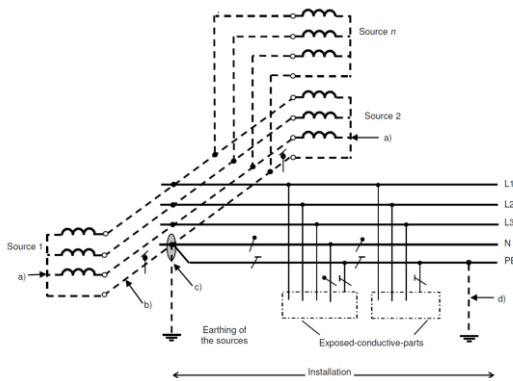 Source n
Source 2
a)
L1
L2
L3
N
PE
Source 1
a)
b)
c)
d)
Earthing of
the sources
Exposed-conductive-parts
Installation